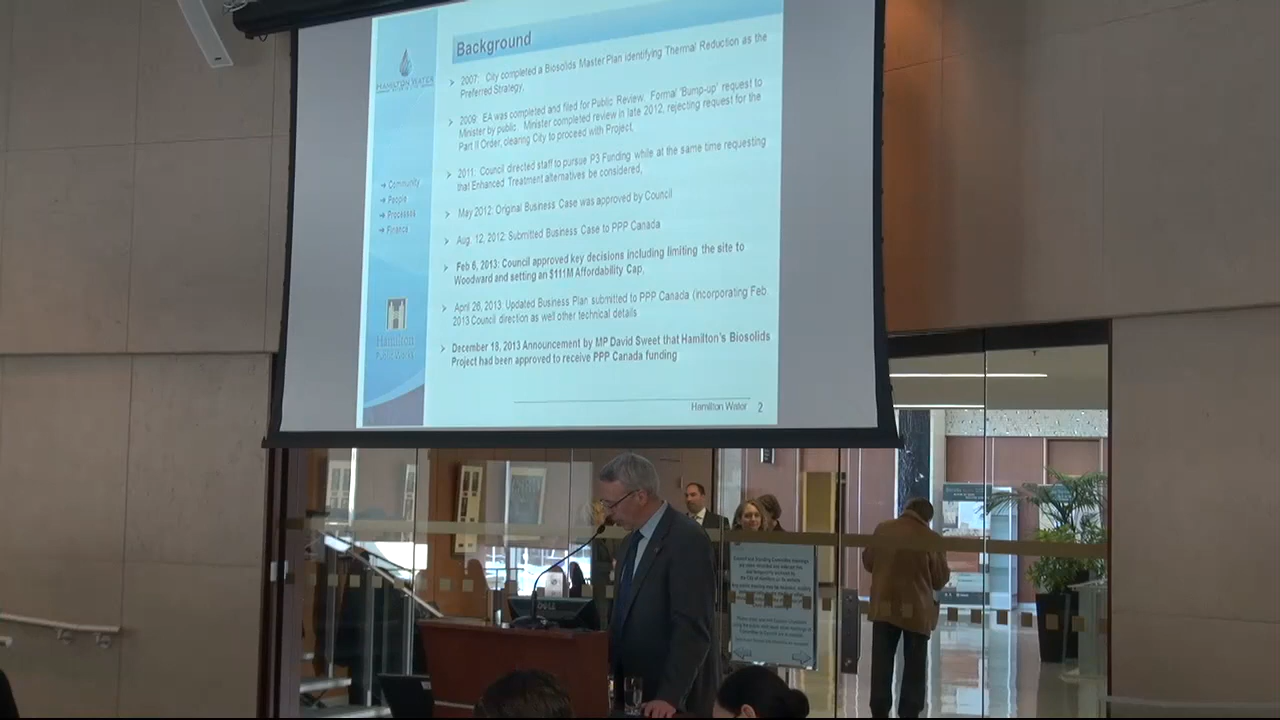 Background
HAMILTON WATER
2007: City completed a Biosolids Master Plan identifying Thermal Reduction as the
Preferred Strategy.
2009: EA was completed and filed for Public Review. Formal 'Bump-up' request to
Minister by public. Minister completed review in late 2012, rejecting request for the
Part II Order, clearing City to proceed with Project.
2011: Council directed staff to pursue P3 Funding while at the same time requesting
that Enhanced Treatment alternatives be considered.
May 2012: Original Business Case was approved by Council
Aug. 12, 2012: Submitted Business Case to PPP Canada
Feb 6, 2013: Council approved key decisions including limiting the site to
Woodward and setting an $111M Affordability Cap.
April 26, 2013: Updated Business Plan submitted to PPP Canada (incorporating Feb
2013 Council direction as well other technical details
December 18, 2013 Announcement by MP David Sweet that Hamilton's Biosolids
Project had been approved to receive PPP Canada funding
Community
People
Processes
Finance
Hamilton
Public Works
Hamilton Water 2
DELL